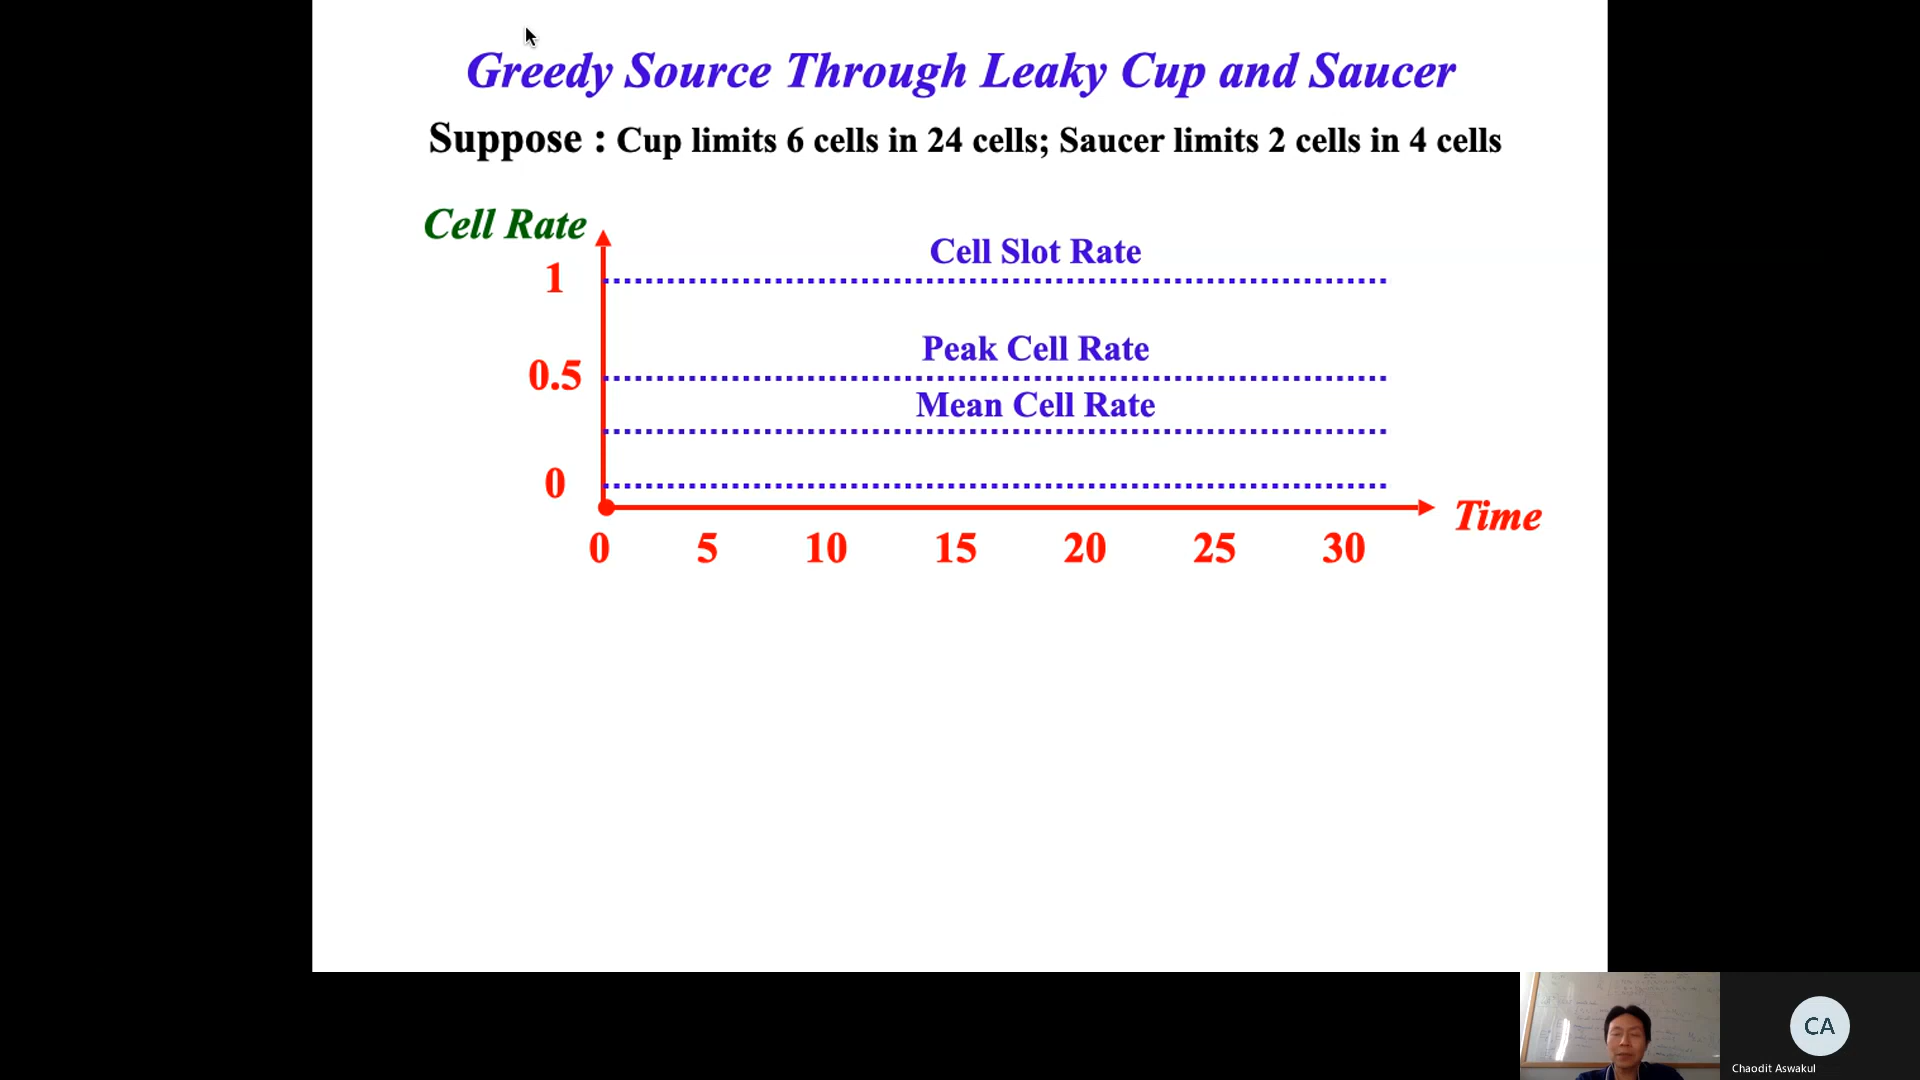 Greedy Source Through Leaky Cup and Saucer
Suppose : Cup limits 6 cells in 24 cells; Saucer limits 2 cells in 4 cells
Cell Rate
Cell Slot Rate
1
Peak Cell Rate
0.5
Mean Cell Rate
0
Time
0 5 10 15 20 25 30
CA
Chaodit Aswakul